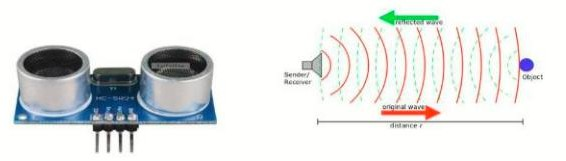 HC-SR04
reflected wave
Sender/
Receiver
Object
original wave
distance r